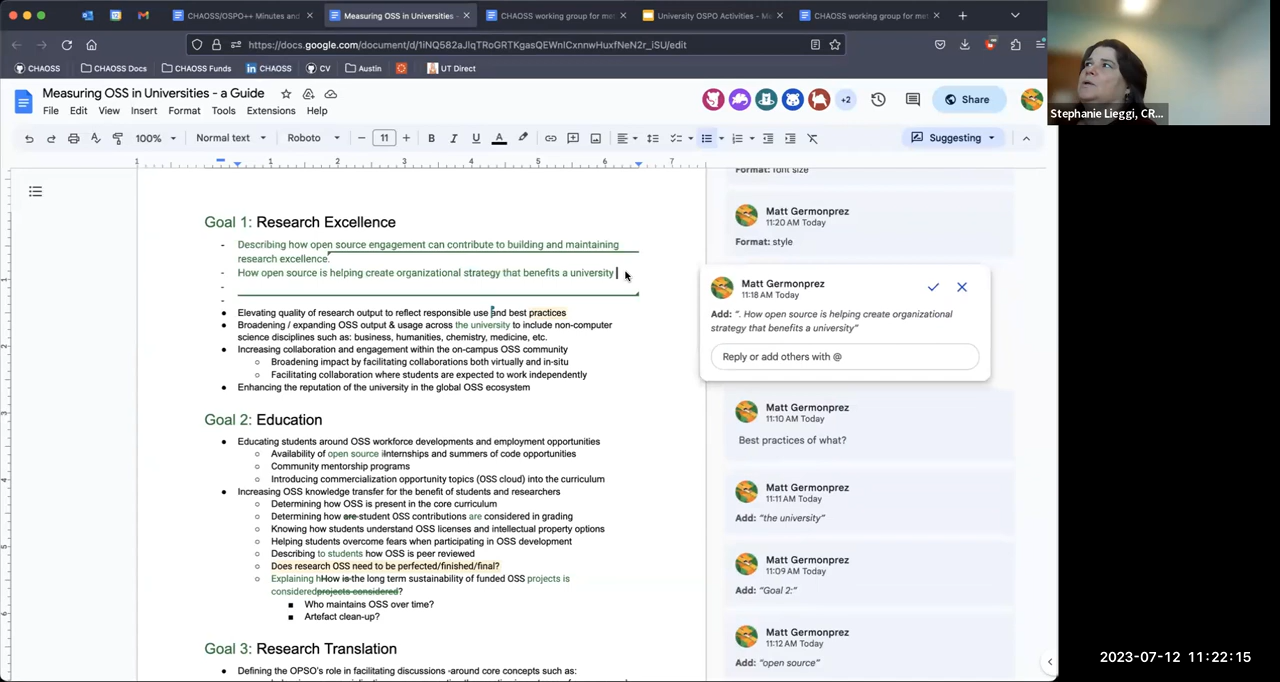 CHAOSS/OSPO++ Minutes and
Measuring OSS in Universities -
CHAOSS working group for met
University OSPO Activities - M
CHAOSS working group for met
https://docs.google.com/document/d/1iNQ582aJlqTRoGRTKgasQEWnlCxnnwHuxfNeN2r_iSU/edit
CHAOSS
CHAOSS Docs
CHAOSS Funds
CHAOSS
CV
Austin
UT Direct
Measuring OSS in Universities - a Guide
File Edit View Insert Format Tools Extensions Help
+2
Share
100%
Normal text
Roboto
11
Suggesting
1 1 2 3 4 5 6 7
Goal 1: Research Excellence
- Describing how open source engagement can contribute to building and maintaining
research excellence.
- How open source is helping create organizational strategy that benefits a university
-
-
● Elevating quality of research output to reflect responsible use and best practices
● Broadening / expanding OSS output & usage across the university to include non-computer
science disciplines such as: business, humanities, chemistry, medicine, etc.
● Increasing collaboration and engagement within the on-campus OSS community
○ Broadening impact by facilitating collaborations both virtually and in-situ
○ Facilitating collaboration where students are expected to work independently
● Enhancing the reputation of the university in the global OSS ecosystem
Goal 2: Education
● Educating students around OSS workforce developments and employment opportunities
○ Availability of open source iInternships and summers of code opportunities
○ Community mentorship programs
○ Introducing commercialization opportunity topics (OSS cloud) into the curriculum
● Increasing OSS knowledge transfer for the benefit of students and researchers
○ Determining how OSS is present in the core curriculum
○ Determining how are student OSS contributions are considered in grading
○ Knowing how students understand OSS licenses and intellectual property options
○ Helping students overcome fears when participating in OSS development
○ Describing to students how OSS is peer reviewed
○ Does research OSS need to be perfected/finished/final?
○ Explaining hHow is the long term sustainability of funded OSS projects is
consideredprojects considered?
■ Who maintains OSS over time?
■ Artefact clean-up?
Goal 3: Research Translation
● Defining the OPSO's role in facilitating discussions -around core concepts such as:
Format: font size
Matt Germonprez
11:20 AM Today
Format: style
Matt Germonprez
11:18 AM Today
Add: ". How open source is helping create organizational
strategy that benefits a university"
Reply or add others with @
Matt Germonprez
11:10 AM Today
Best practices of what?
Matt Germonprez
11:11 AM Today
Add: "the university"
Matt Germonprez
11:09 AM Today
Add: "Goal 2:"
Matt Germonprez
11:12 AM Today
Add: "open source"
Stephanie Lieggi, CR...
2023-07-12 11:22:15